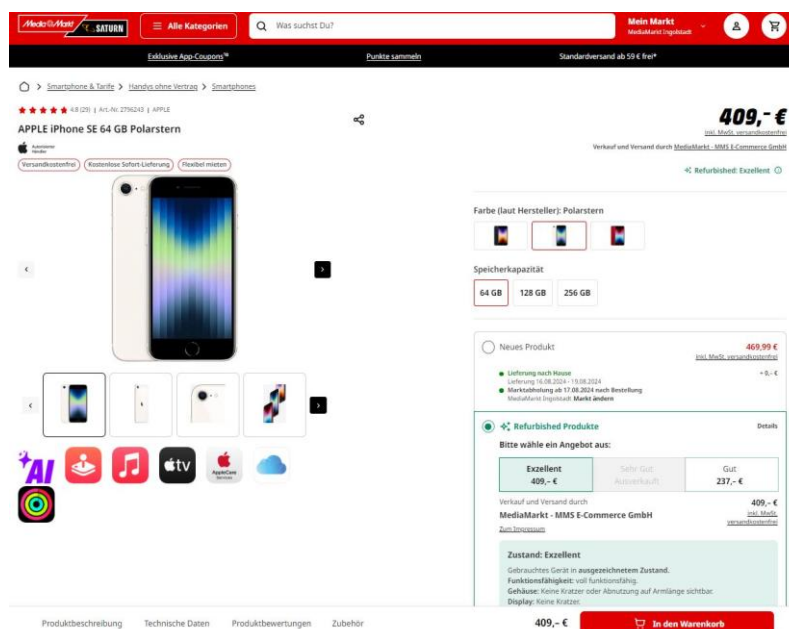 MediaMarkt SATURN
Alle Kategorien
Was suchst Du?
Mein Markt
MediaMarkt Ingolstadt
Exklusive App-Coupons
Punkte sammeln
Standardversand ab 59 € frei*
Smartphone & Tarife > Handys ohne Vertrag > Smartphones
4.8 (29) | Art.-Nr. 2796243 | APPLE
APPLE iPhone SE 64 GB Polarstern
Autorisierter
Händler
Versandkostenfrei
Kostenlose Sofort-Lieferung
Flexibel mieten
409,– €
inkl. MwSt. versandkostenfrei
Verkauf und Versand durch MediaMarkt - MMS E-Commerce GmbH
Refurbished: Exzellent
Farbe (laut Hersteller): Polarstern
Speicherkapazität
64 GB
128 GB
256 GB
Neues Produkt
469,99 €
inkl. MwSt. versandkostenfrei
Lieferung nach Hause
+ 0,– €
Lieferung 16.08.2024 - 19.08.2024
Marktabholung ab 17.08.2024 nach Bestellung
MediaMarkt Ingolstadt Markt ändern
Refurbished Produkte
Details
Bitte wähle ein Angebot aus:
Exzellent
409,– €
Sehr Gut
Ausverkauft
Gut
237,– €
Verkauf und Versand durch
MediaMarkt - MMS E-Commerce GmbH
Zum Impressum
409,– €
inkl. MwSt.
versandkostenfrei
Zustand: Exzellent
Gebrauchtes Gerät in ausgezeichnetem Zustand.
Funktionsfähigkeit: voll funktionsfähig.
Gehäuse: Keine Kratzer oder Abnutzung auf Armlänge sichtbar.
Display: Keine Kratzer.
AI
tv
AppleCare
Services
Produktbeschreibung
Technische Daten
Produktbewertungen
Zubehör
409,– €
In den Warenkorb